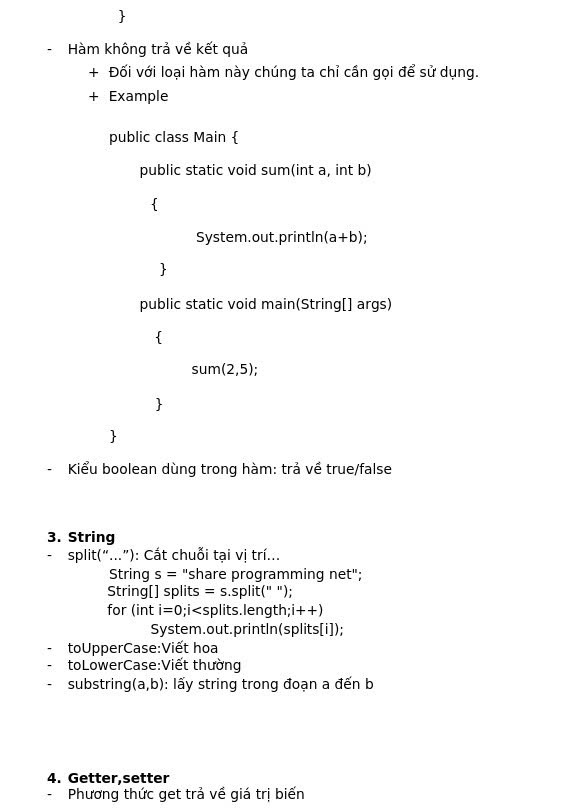 }
- Hàm không trả về kết quả
+ Đối với loại hàm này chúng ta chỉ cần gọi để sử dụng.
+ Example
public class Main {
public static void sum(int a, int b)
{
System.out.println(a+b);
}
public static void main(String[] args)
{
sum(2,5);
}
}
- Kiểu boolean dùng trong hàm: trả về true/false
3. String
- split(“...”): Cắt chuỗi tại vị trí...
String s = "share programming net";
String[] splits = s.split(" ");
for (int i=0;i<splits.length;i++)
System.out.println(splits[i]);
- toUpperCase:Viết hoa
- toLowerCase:Viết thường
- substring(a,b): lấy string trong đoạn a đến b
4. Getter,setter
- Phương thức get trả về giá trị biến